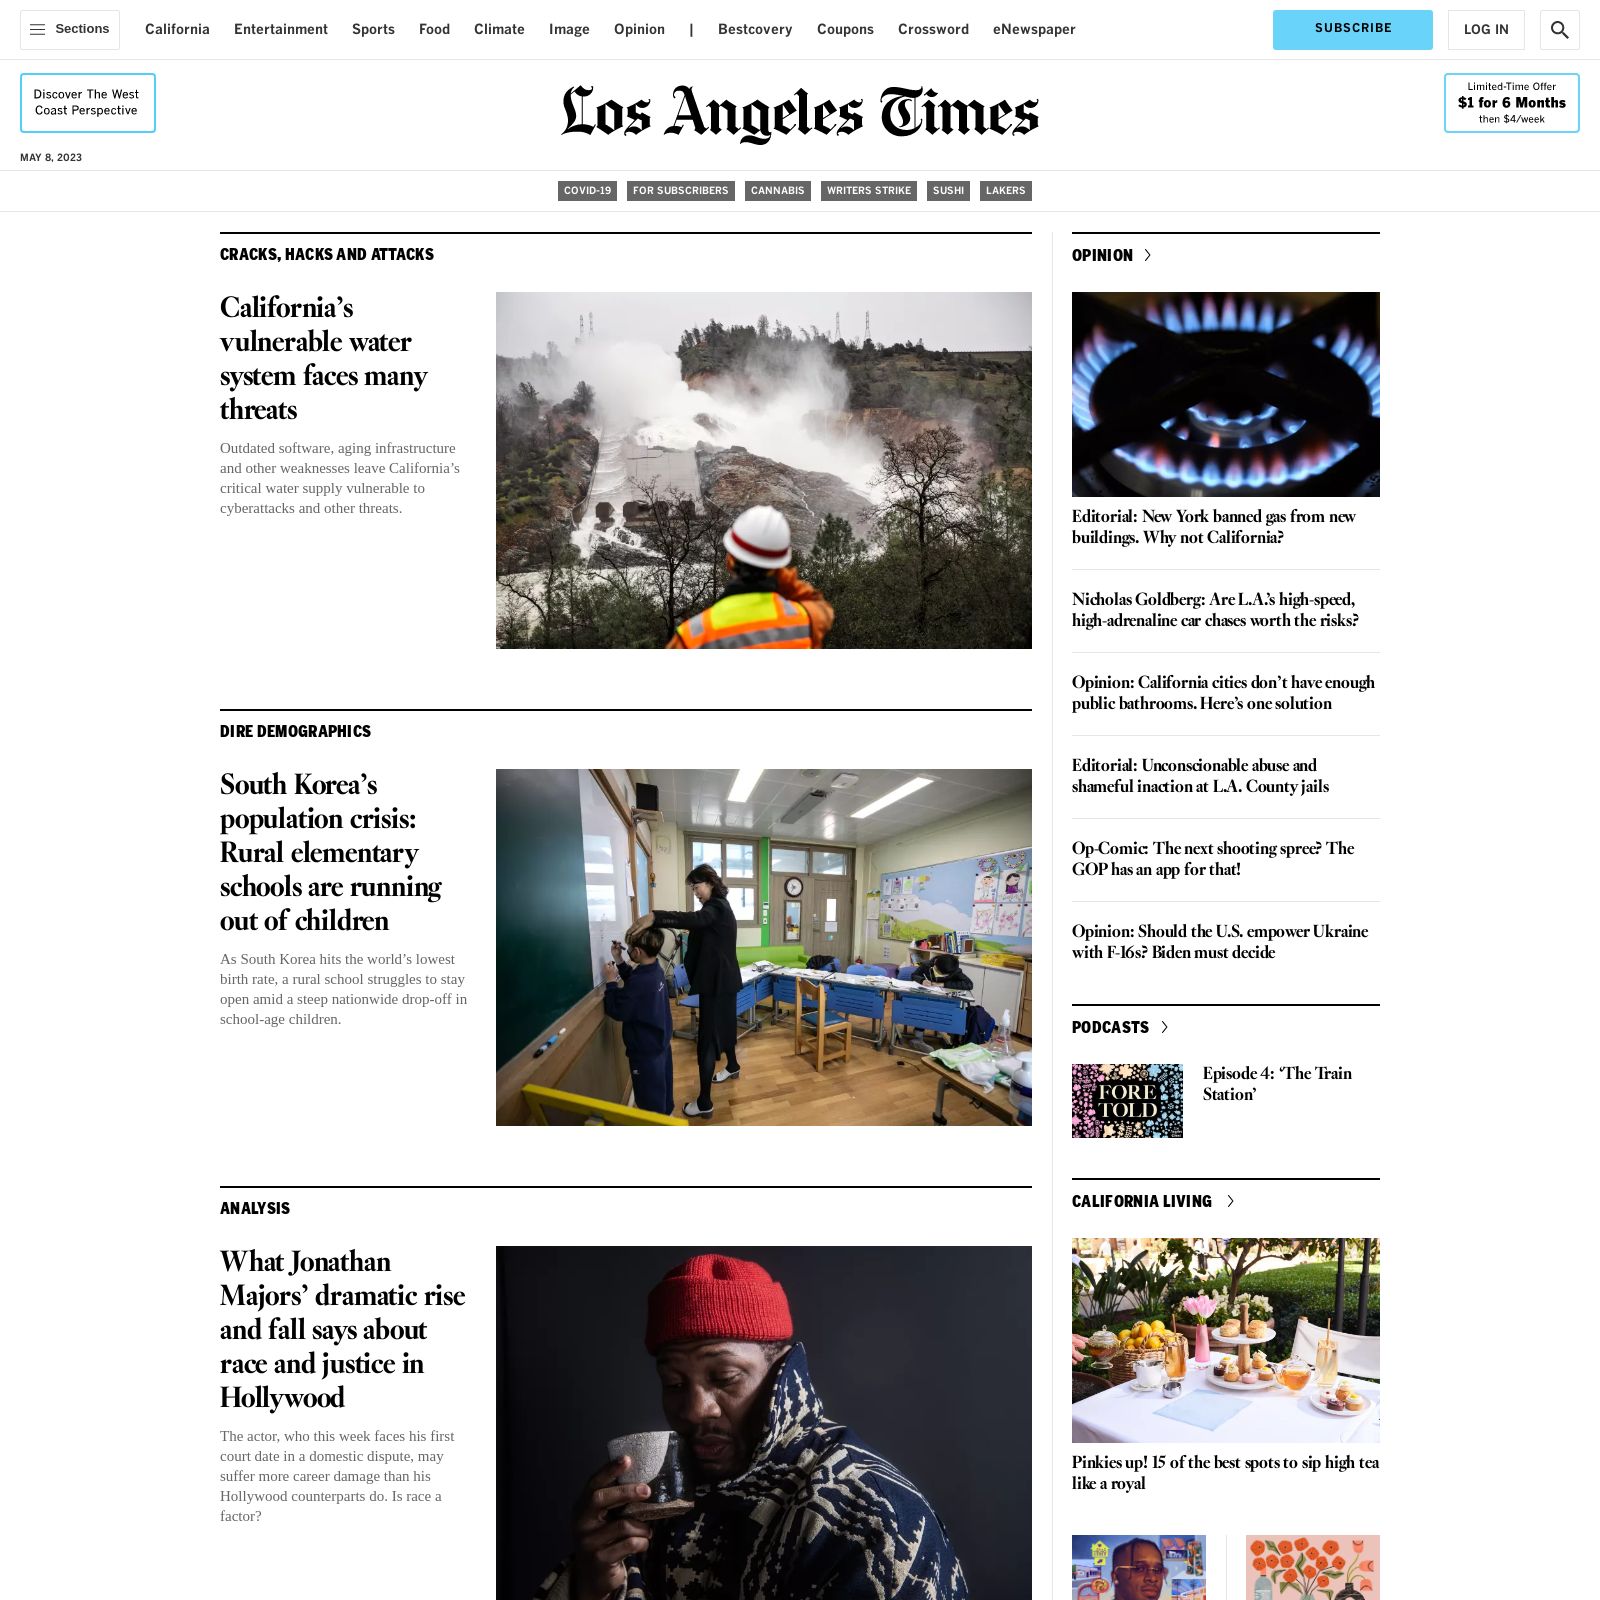 Sections
California
Entertainment
Sports
Food
Climate
Image
Opinion
|
Bestcovery
Coupons
Crossword
eNewspaper
SUBSCRIBE
LOG IN
Discover The West
Coast Perspective
Los Angeles Times
Limited-Time Offer
$1 for 6 Months
then $4/week
MAY 8, 2023
COVID-19
FOR SUBSCRIBERS
CANNABIS
WRITERS STRIKE
SUSHI
LAKERS
CRACKS, HACKS AND ATTACKS
California’s
vulnerable water
system faces many
threats
Outdated software, aging infrastructure
and other weaknesses leave California’s
critical water supply vulnerable to
cyberattacks and other threats.
DIRE DEMOGRAPHICS
South Korea’s
population crisis:
Rural elementary
schools are running
out of children
As South Korea hits the world’s lowest
birth rate, a rural school struggles to stay
open amid a steep nationwide drop-off in
school-age children.
ANALYSIS
What Jonathan
Majors’ dramatic rise
and fall says about
race and justice in
Hollywood
The actor, who this week faces his first
court date in a domestic dispute, may
suffer more career damage than his
Hollywood counterparts do. Is race a
factor?
OPINION
Editorial: New York banned gas from new
buildings. Why not California?
Nicholas Goldberg: Are L.A.’s high-speed,
high-adrenaline car chases worth the risks?
Opinion: California cities don’t have enough
public bathrooms. Here’s one solution
Editorial: Unconscionable abuse and
shameful inaction at L.A. County jails
Op-Comic: The next shooting spree? The
GOP has an app for that!
Opinion: Should the U.S. empower Ukraine
with F-16s? Biden must decide
PODCASTS
FORE
TOLD
Episode 4: ‘The Train
Station’
CALIFORNIA LIVING
Pinkies up! 15 of the best spots to sip high tea
like a royal